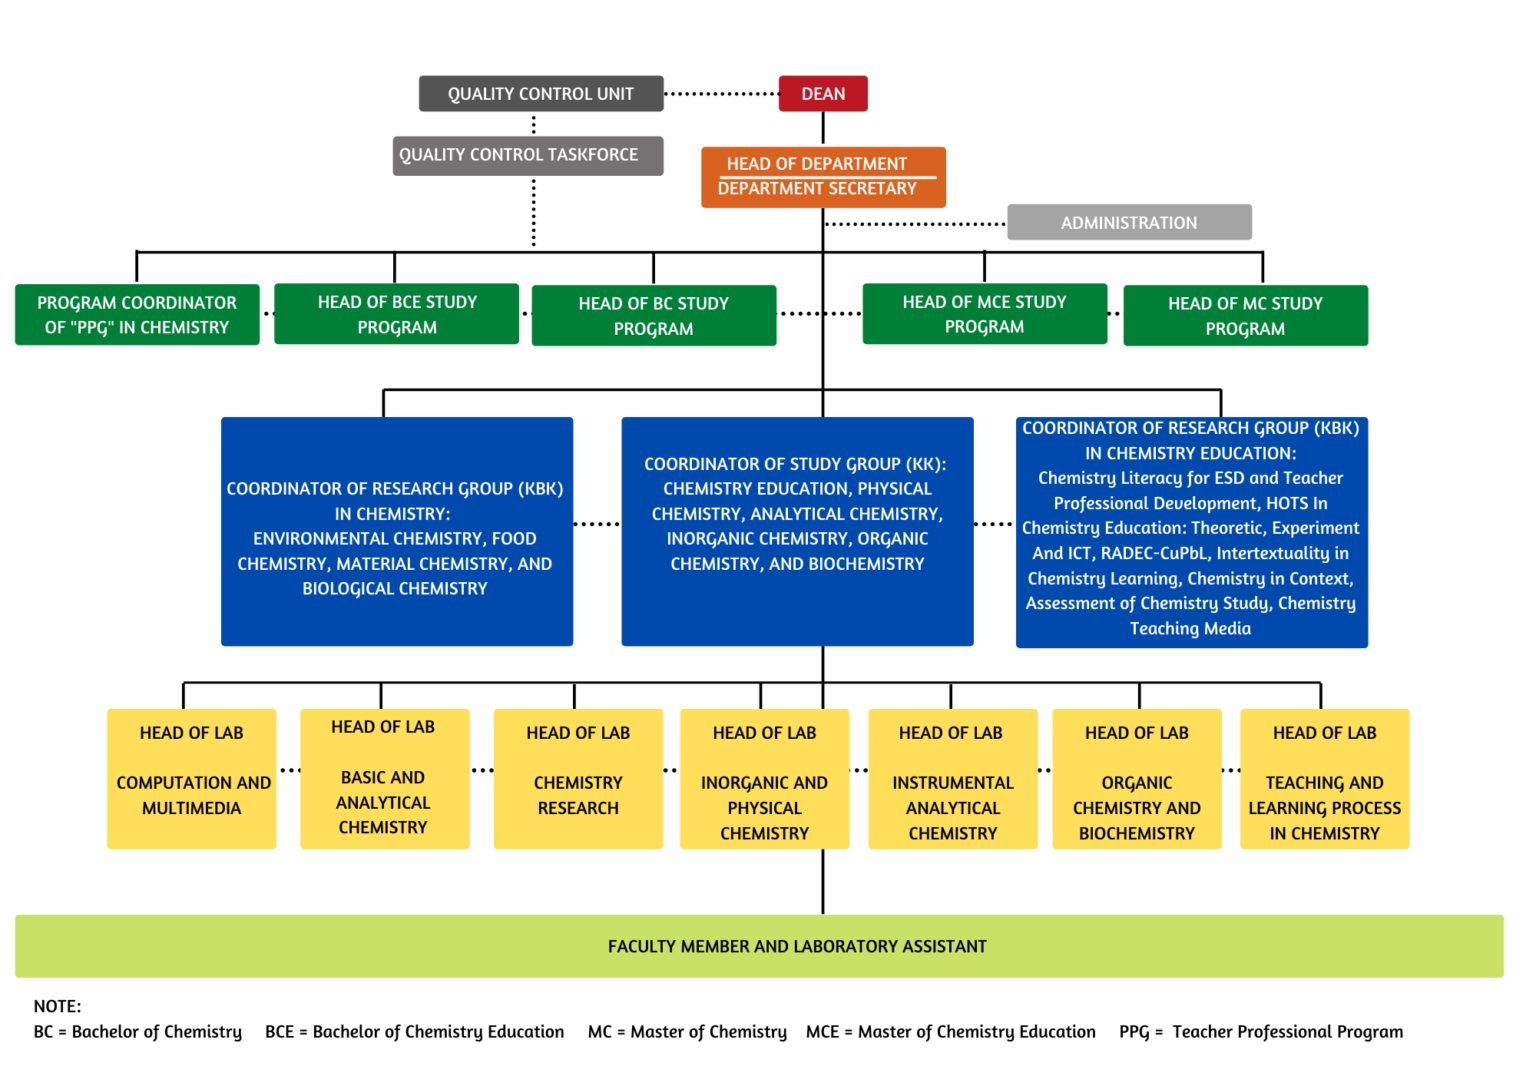 QUALITY CONTROL UNIT
DEAN
QUALITY CONTROL TASKFORCE
HEAD OF DEPARTMENT
DEPARTMENT SECRETARY
ADMINISTRATION
PROGRAM COORDINATOR
OF "PPG" IN CHEMISTRY
HEAD OF BCE STUDY
PROGRAM
HEAD OF BC STUDY
PROGRAM
HEAD OF MCE STUDY
PROGRAM
HEAD OF MC STUDY
PROGRAM
COORDINATOR OF RESEARCH GROUP (KBK)
IN CHEMISTRY:
ENVIRONMENTAL CHEMISTRY, FOOD
CHEMISTRY, MATERIAL CHEMISTRY, AND
BIOLOGICAL CHEMISTRY
COORDINATOR OF STUDY GROUP (KK):
CHEMISTRY EDUCATION, PHYSICAL
CHEMISTRY, ANALYTICAL CHEMISTRY,
INORGANIC CHEMISTRY, ORGANIC
CHEMISTRY, AND BIOCHEMISTRY
COORDINATOR OF RESEARCH GROUP (KBK)
IN CHEMISTRY EDUCATION:
Chemistry Literacy for ESD and Teacher
Professional Development, HOTS In
Chemistry Education: Theoretic, Experiment
And ICT, RADEC-CuPbL, Intertextuality in
Chemistry Learning, Chemistry in Context,
Assessment of Chemistry Study, Chemistry
Teaching Media
HEAD OF LAB
COMPUTATION AND
MULTIMEDIA
HEAD OF LAB
BASIC AND
ANALYTICAL
CHEMISTRY
HEAD OF LAB
CHEMISTRY
RESEARCH
HEAD OF LAB
INORGANIC AND
PHYSICAL
CHEMISTRY
HEAD OF LAB
INSTRUMENTAL
ANALYTICAL
CHEMISTRY
HEAD OF LAB
ORGANIC
CHEMISTRY AND
BIOCHEMISTRY
HEAD OF LAB
TEACHING AND
LEARNING PROCESS
IN CHEMISTRY
FACULTY MEMBER AND LABORATORY ASSISTANT
NOTE:
BC = Bachelor of Chemistry BCE = Bachelor of Chemistry Education MC = Master of Chemistry MCE = Master of Chemistry Education PPG = Teacher Professional Program